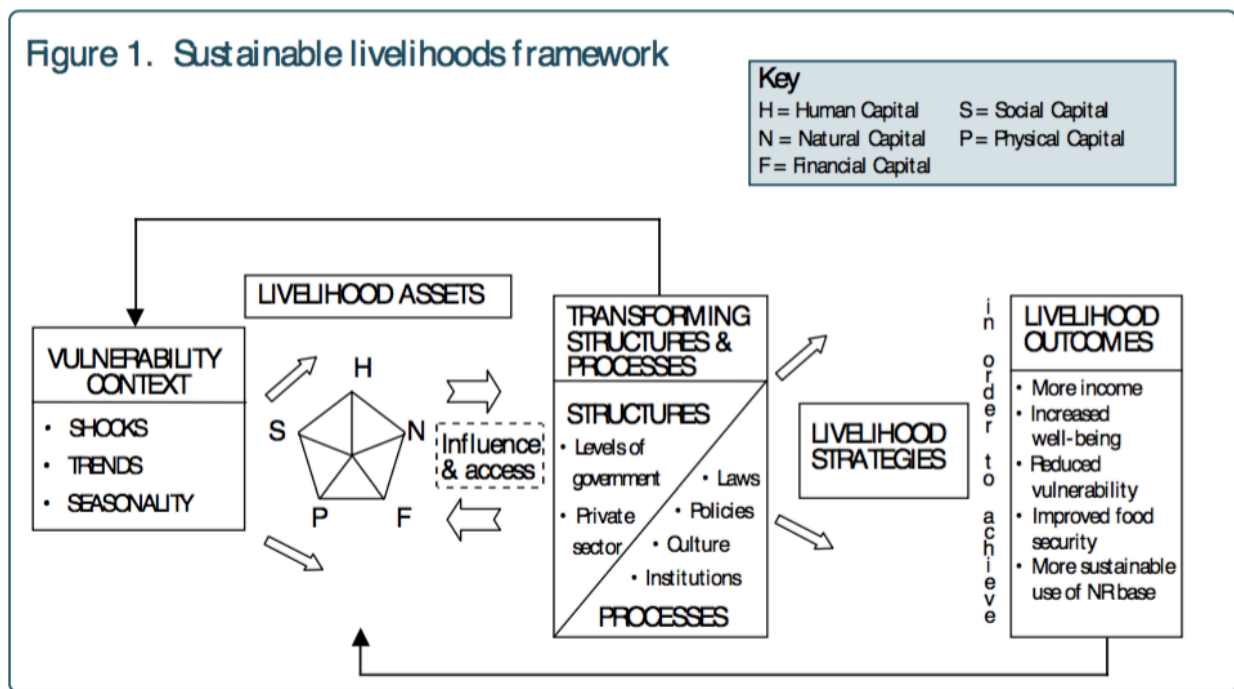 Figure 1. Sustainable livelihoods framework
Key
H = Human Capital
S = Social Capital
N = Natural Capital
P = Physical Capital
F = Financial Capital
LIVELIHOOD ASSETS
VULNERABILITY
CONTEXT
• SHOCKS
• TRENDS
• SEASONALITY
H
S
N
P
F
Influence
& access
TRANSFORMING
STRUCTURES &
PROCESSES
STRUCTURES
• Levels of
government
• Private
sector
• Laws
• Policies
• Culture
• Institutions
PROCESSES
LIVELIHOOD
STRATEGIES
in order to achieve
LIVELIHOOD
OUTCOMES
• More income
• Increased
well-being
• Reduced
vulnerability
• Improved food
security
• More sustainable
use of NR base